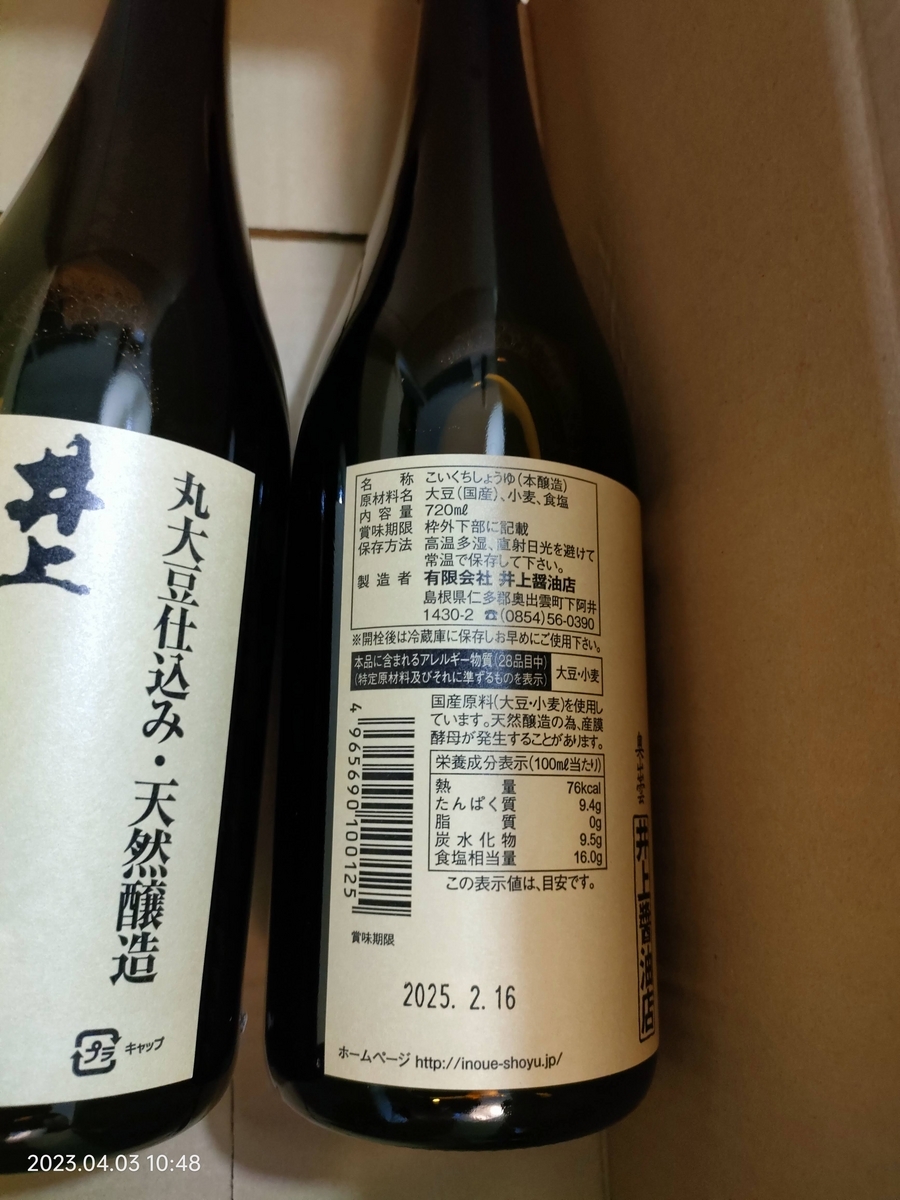 井上
丸大豆仕込み・天然醸造
プラ キャップ
名称 こいくちしょうゆ(本醸造)
原材料名 大豆(国産)、小麦、食塩
内容量 720ml
賞味期限 枠外下部に記載
保存方法 高温多湿、直射日光を避けて
常温で保存して下さい。
製造者 有限会社 井上醤油店
島根県仁多郡奥出雲町下阿井
1430-2 ☎(0854)56-0390
※開栓後は冷蔵庫に保存しお早めにご使用下さい。
本品に含まれるアレルギー物質(28品目中)
(特定原材料及びそれに準ずるものを表示)
大豆・小麦
国産原料(大豆・小麦)を使用し
ています。天然醸造の為、産膜
酵母が発生することがあります。
4965690100125
栄養成分表示(100ml当たり)
熱量 76kcal
たんぱく質 9.4g
脂質 0g
炭水化物 9.5g
食塩相当量 16.0g
この表示値は、目安です。
賞味期限
2025. 2.16
ホームページ http://inoue-shoyu.jp/
奥出雲
井上醤油店
2023.04.03 10:48